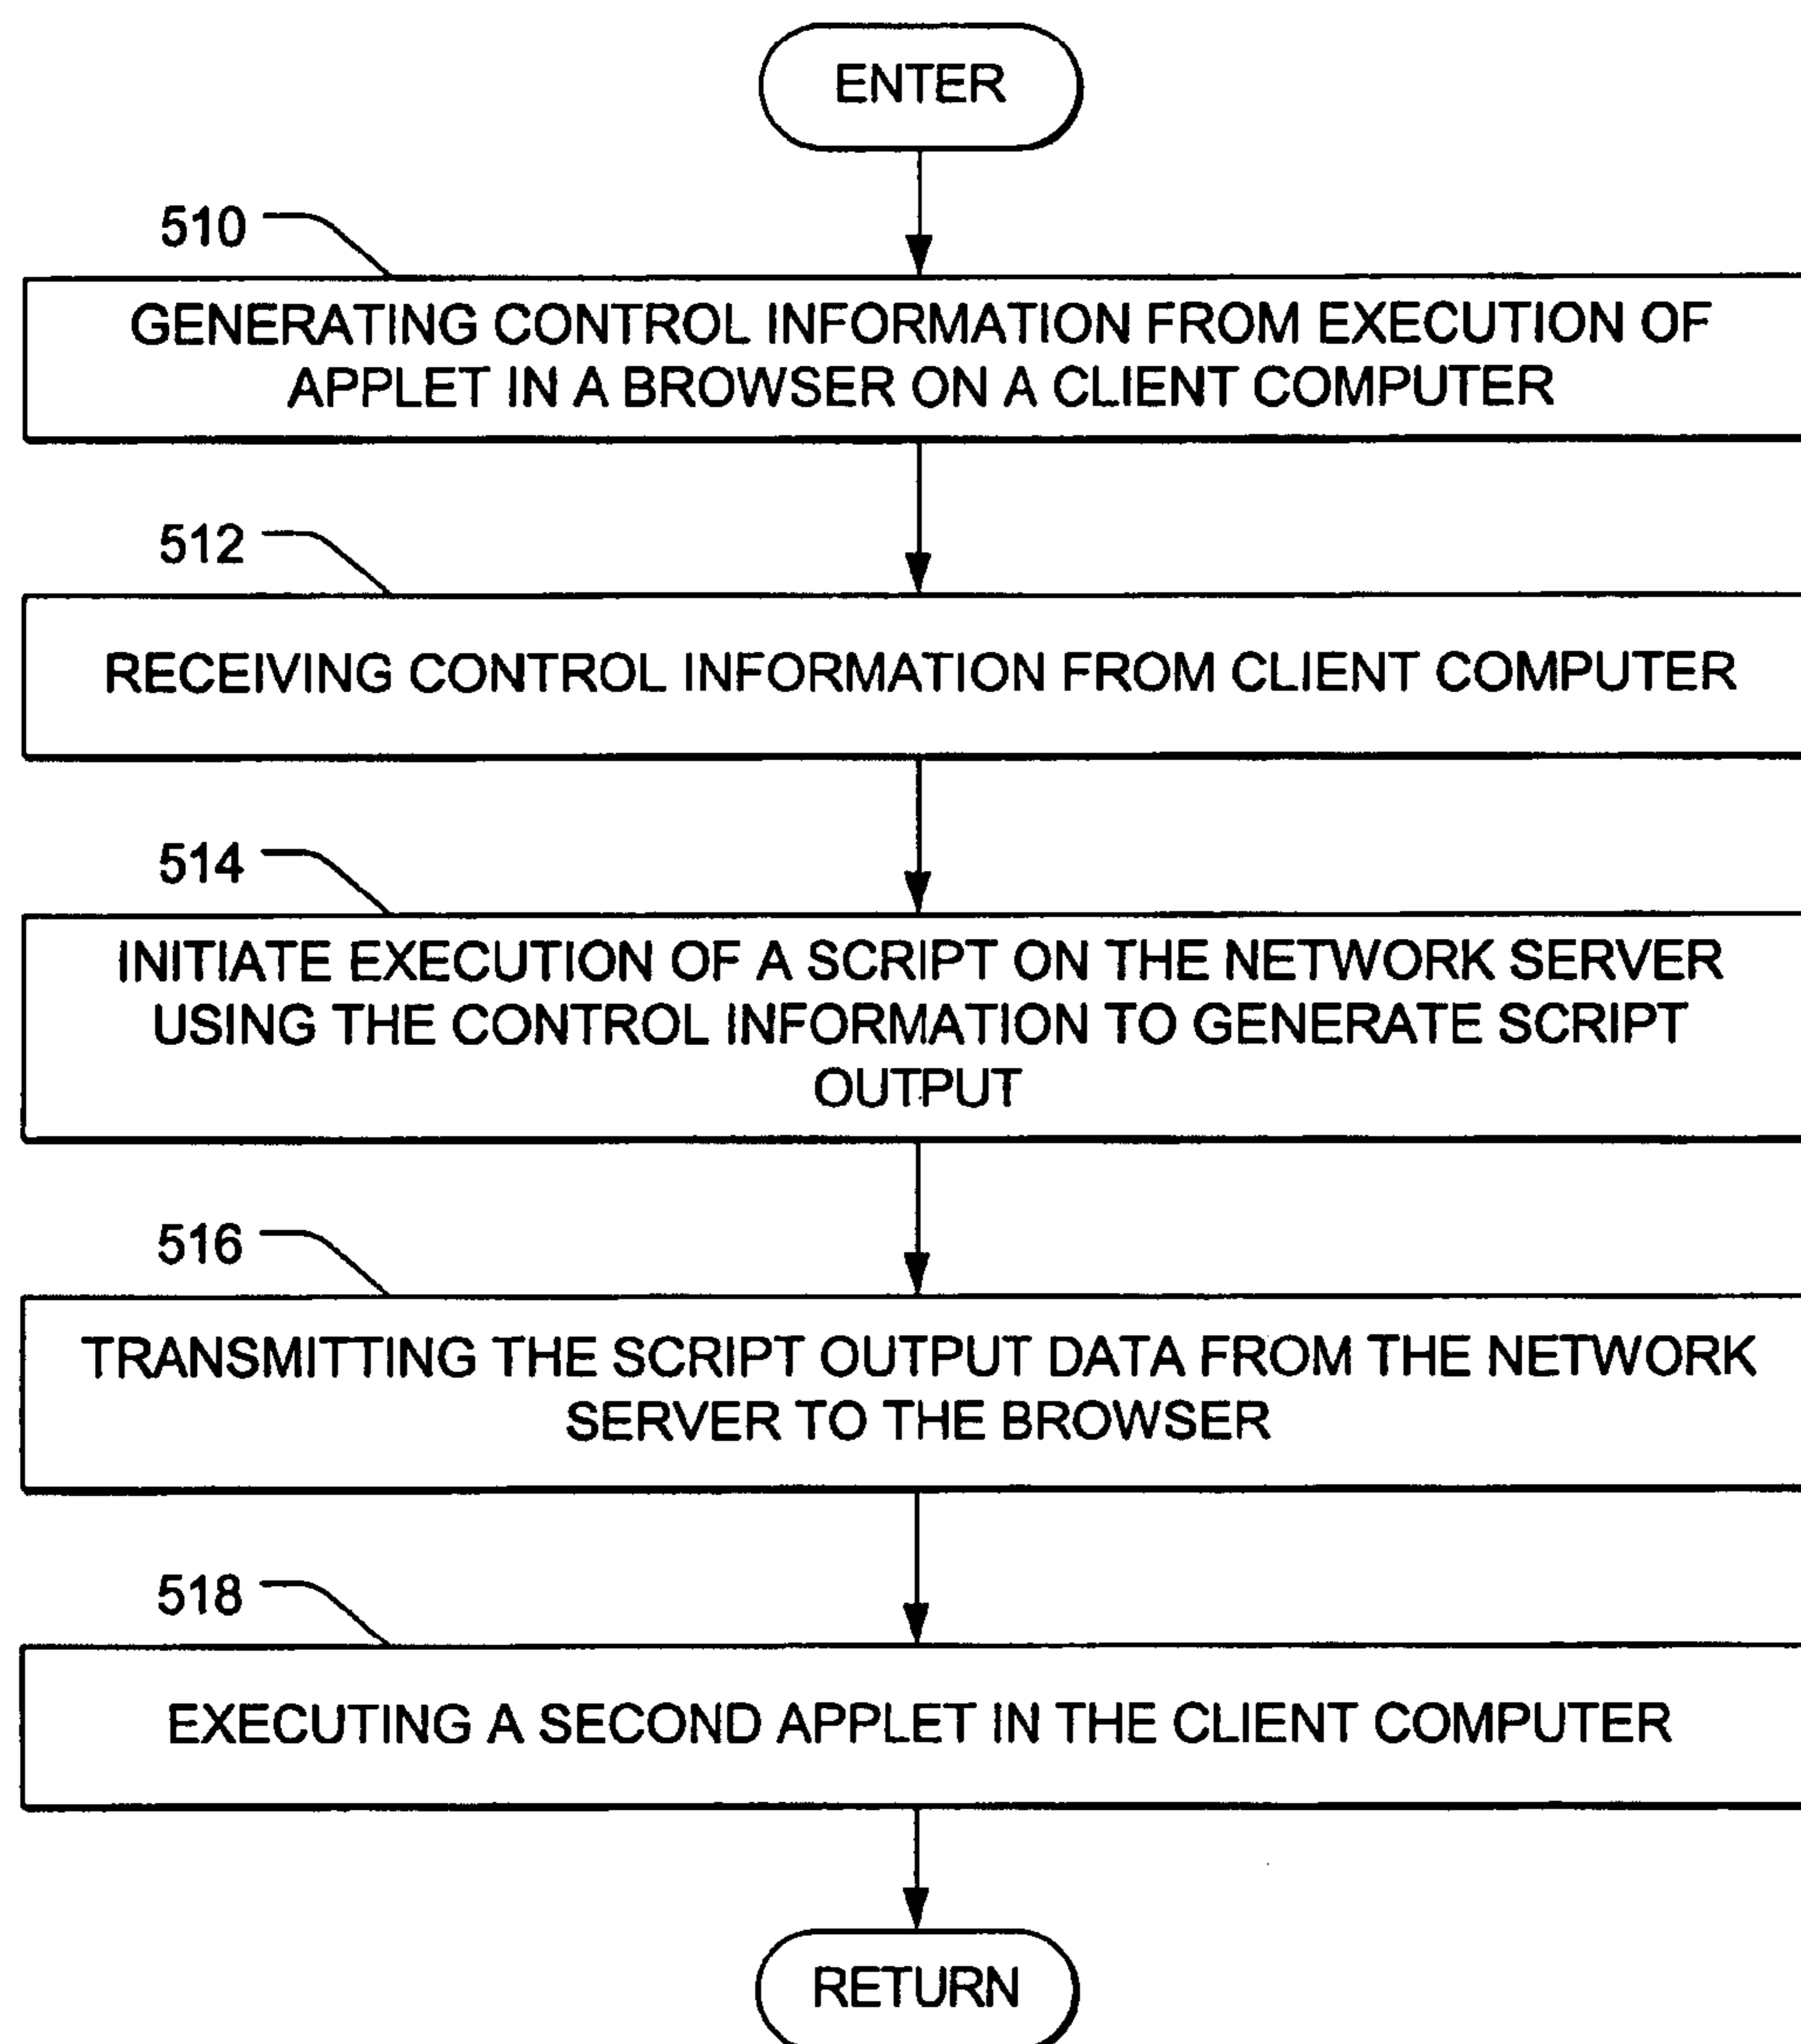 ENTER
510
GENERATING CONTROL INFORMATION FROM EXECUTION OF
APPLET IN A BROWSER ON A CLIENT COMPUTER
512
RECEIVING CONTROL INFORMATION FROM CLIENT COMPUTER
514
INITIATE EXECUTION OF A SCRIPT ON THE NETWORK SERVER
USING THE CONTROL INFORMATION TO GENERATE SCRIPT
OUTPUT
516
TRANSMITTING THE SCRIPT OUTPUT DATA FROM THE NETWORK
SERVER TO THE BROWSER
518
EXECUTING A SECOND APPLET IN THE CLIENT COMPUTER
RETURN